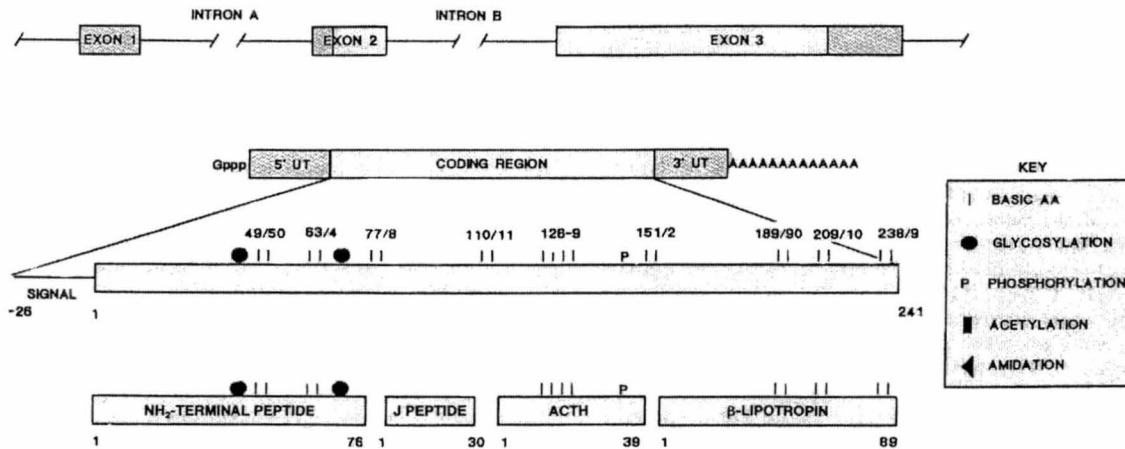 INTRON A
INTRON B
EXON 1
EXON 2
EXON 3
Gppp
5' UT
CODING REGION
3' UT
AAAAAAAAAAAAA
49/50
63/4
77/8
110/11
126-9
151/2
189/90
209/10
238/9
P
SIGNAL
-26
1
241
P
NH₂-TERMINAL PEPTIDE
J PEPTIDE
ACTH
β-LIPOTROPIN
1
76
1
30
1
39
1
89
KEY
BASIC AA
GLYCOSYLATION
P PHOSPHORYLATION
ACETYLATION
AMIDATION